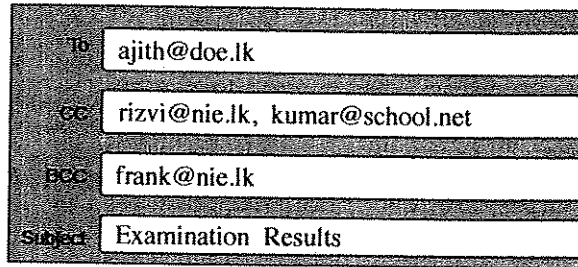 To ajith@doe.lk
CC rizvi@nie.lk, kumar@school.net
BCC frank@nie.lk
Subject Examination Results